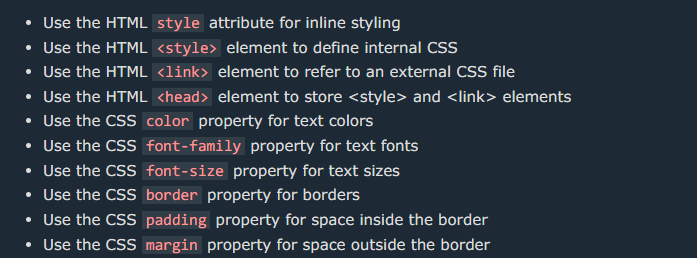 • Use the HTML style attribute for inline styling
• Use the HTML <style> element to define internal CSS
• Use the HTML <link> element to refer to an external CSS file
• Use the HTML <head> element to store <style> and <link> elements
• Use the CSS color property for text colors
• Use the CSS font-family property for text fonts
• Use the CSS font-size property for text sizes
• Use the CSS border property for borders
• Use the CSS padding property for space inside the border
• Use the CSS margin property for space outside the border